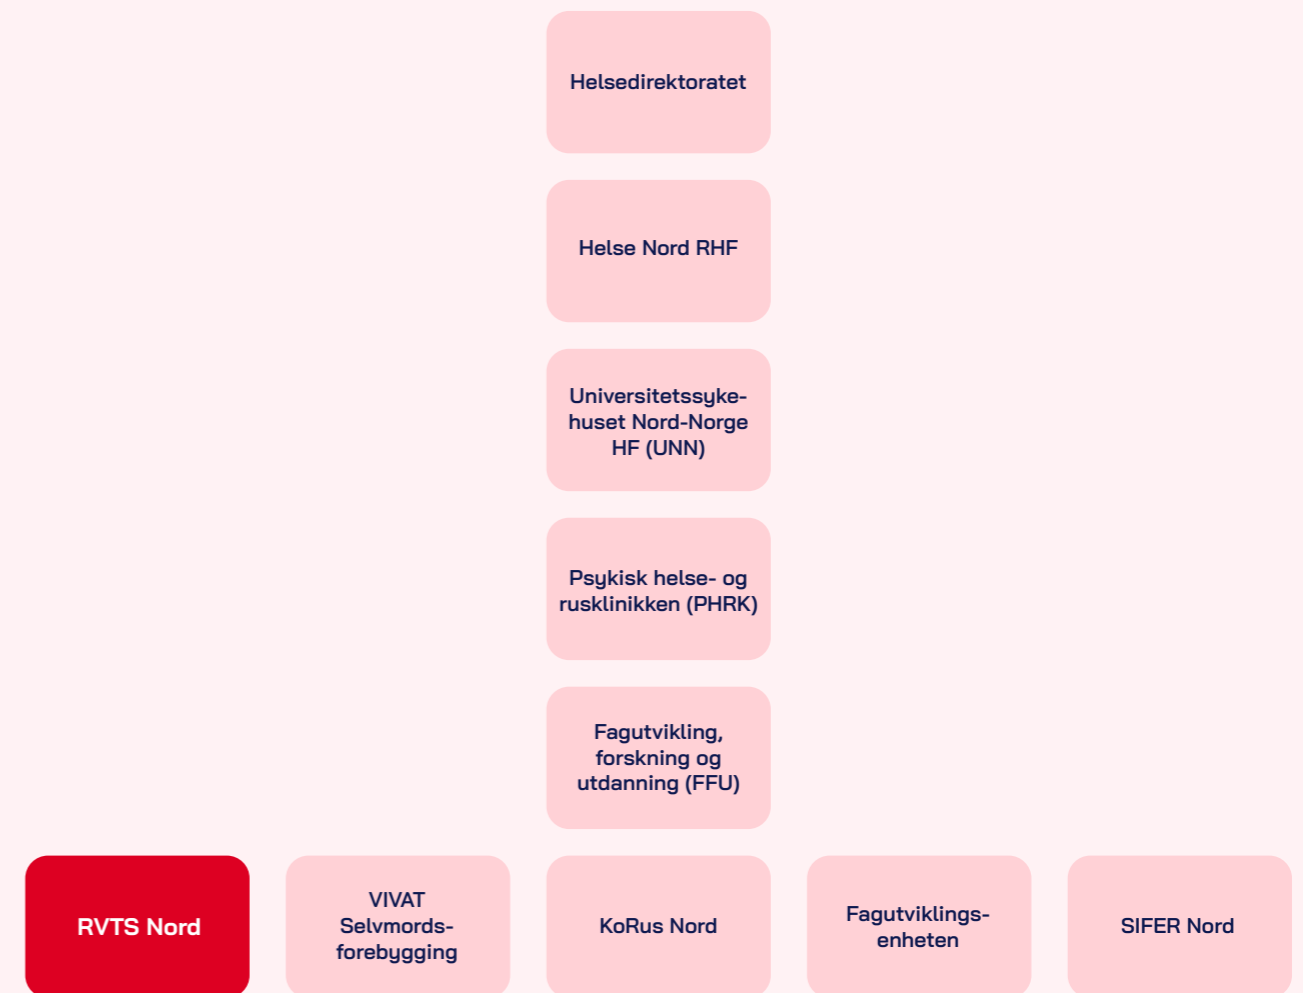 Helsedirektoratet
Helse Nord RHF
Universitetssyke-
huset Nord-Norge
HF (UNN)
Psykisk helse- og
rusklinikken (PHRK)
Fagutvikling,
forskning og
utdanning (FFU)
RVTS Nord
VIVAT
Selvmords-
forebygging
KoRus Nord
Fagutviklings-
enheten
SIFER Nord